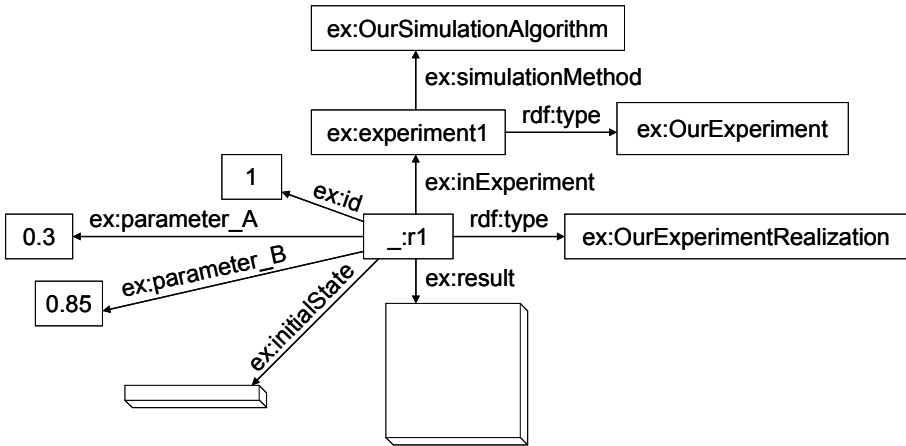 ex:OurSimulationAlgorithm
ex:simulationMethod
ex:experiment1
rdf:type
ex:OurExperiment
ex:inExperiment
1
ex:id
ex:parameter_A
0.3
_:r1
rdf:type
ex:OurExperimentRealization
ex:parameter_B
0.85
ex:initialState
ex:result